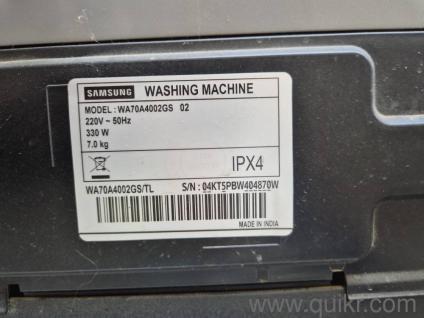 SAMSUNG WASHING MACHINE
MODEL : WA70A4002GS 02
220V ~ 50Hz
330 W
7.0 kg
IPX4
WA70A4002GS/TL S/N : 04KT5PBW404870W
MADE IN INDIA
www.quikr.com